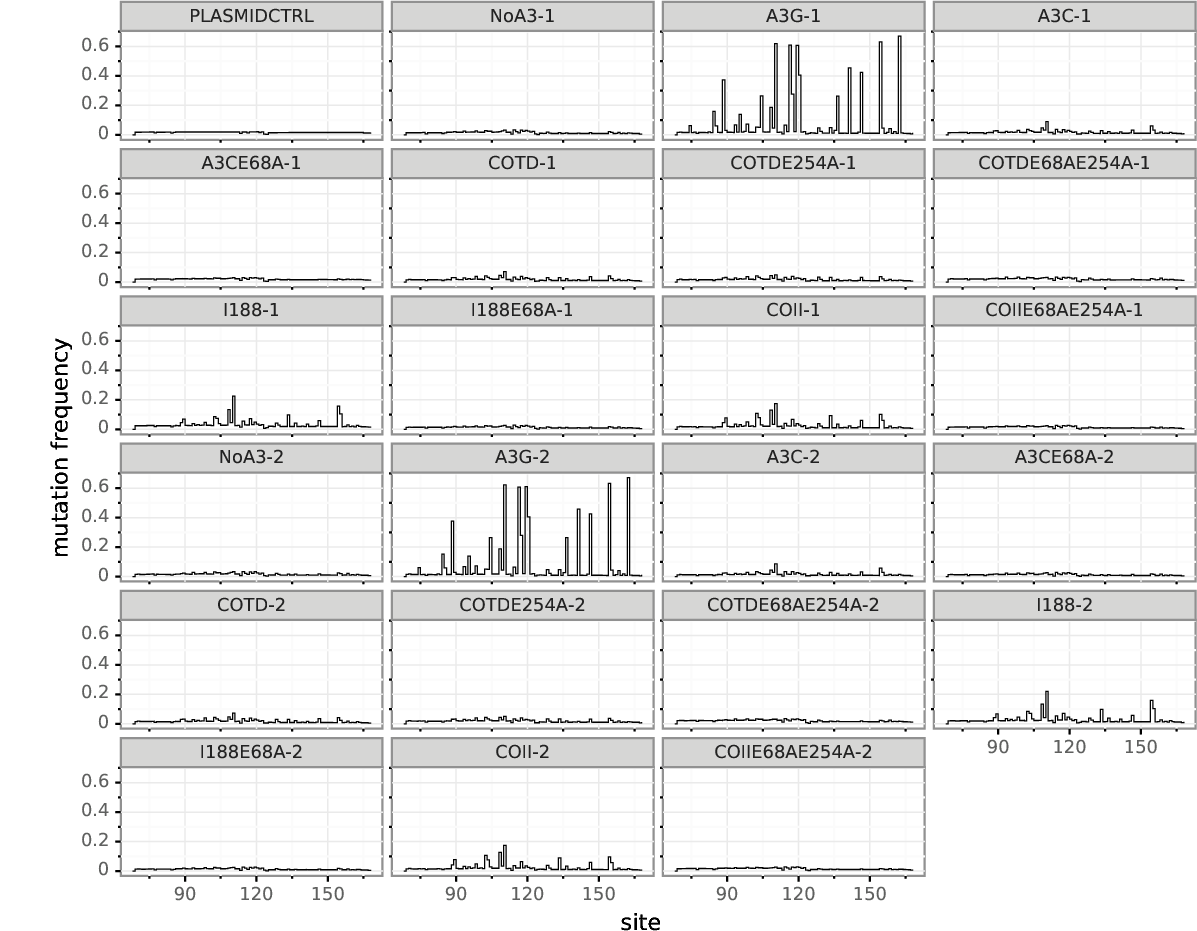 PLASMIDCTRL NoA3-1 A3G-1 A3C-1
0.6
0.4
0.2
0
A3CE68A-1 COTD-1 COTDE254A-1 COTDE68AE254A-1
0.6
0.4
0.2
0
I188-1 I188E68A-1 COII-1 COIIE68AE254A-1
0.6
0.4
0.2
0
mutation frequency
NoA3-2 A3G-2 A3C-2 A3CE68A-2
0.6
0.4
0.2
0
COTD-2 COTDE254A-2 COTDE68AE254A-2 I188-2
0.6
0.4
0.2
0
90 120 150
I188E68A-2 COII-2 COIIE68AE254A-2
0.6
0.4
0.2
0
90 120 150 90 120 150 90 120 150
site